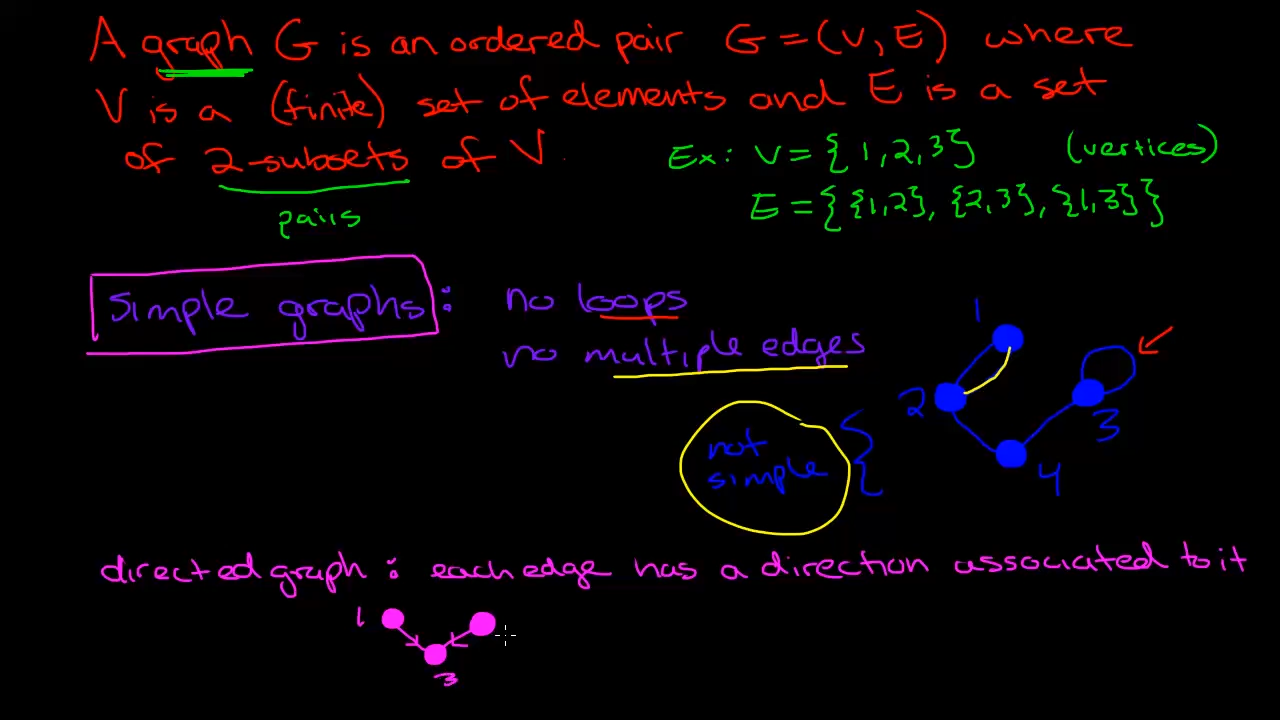 A graph G is an ordered pair G = (V, E) where
V is a (finite) set of elements and E is a set
of 2-subsets of V.
pairs
Ex: V = {1, 2, 3} (vertices)
E = {{1,2}, {2,3}, {1,3}}
simple graphs: no loops
no multiple edges
not
simple
1
2
3
4
directed graph: each edge has a direction associated to it
1
3